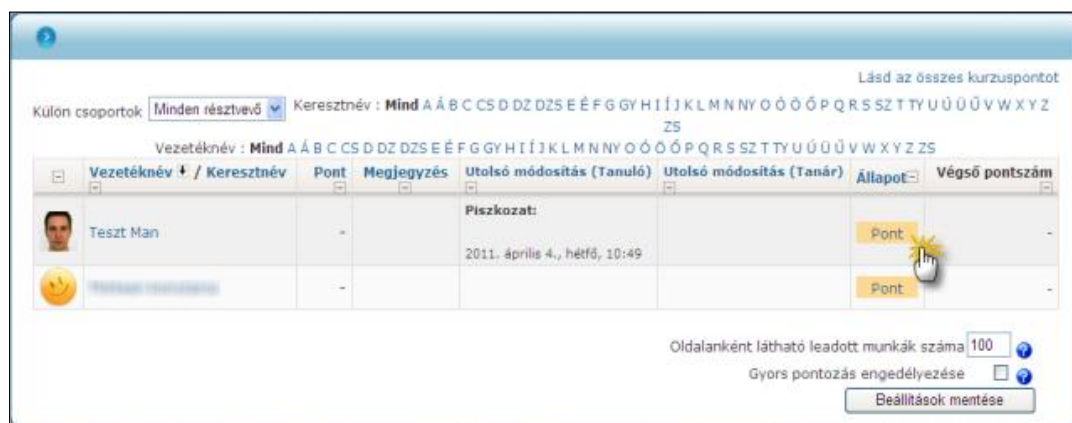 Lásd az összes kurzuspontot
Külön csoportok Minden résztvevő Keresztnév : Mind A Á B C CS D DZ DZS E É F G GY H I Í J K L M N NY O Ó Ö Ő P Q R S SZ T TY U Ú Ü Ű V W X Y Z
ZS
Vezetéknév : Mind A Á B C CS D DZ DZS E É F G GY H I Í J K L M N NY O Ó Ö Ő P Q R S SZ T TY U Ú Ü Ű V W X Y Z ZS
Vezetéknév / Keresztnév Pont Megjegyzés Utolsó módosítás (Tanuló) Utolsó módosítás (Tanár) Állapot Végső pontszám
Piszkozat:
Teszt Man - Pont -
2011. április 4., hétfő, 10:49
- Pont -
Oldalanként látható leadott munkák száma 100
Gyors pontozás engedélyezése
Beállítások mentése